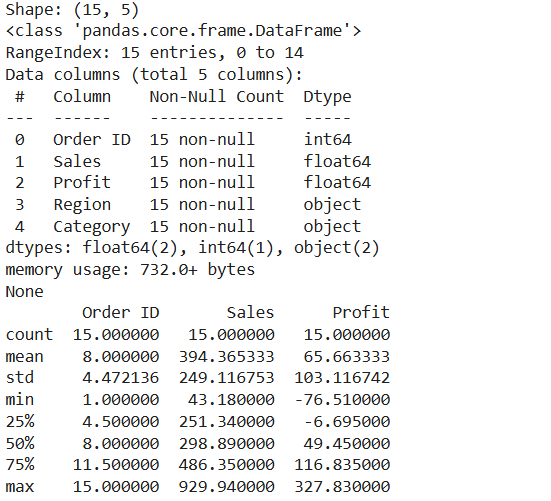 Shape: (15, 5)
<class 'pandas.core.frame.DataFrame'>
RangeIndex: 15 entries, 0 to 14
Data columns (total 5 columns):
 #   Column    Non-Null Count  Dtype
---  ------    --------------  -----
 0   Order ID  15 non-null     int64
 1   Sales     15 non-null     float64
 2   Profit    15 non-null     float64
 3   Region    15 non-null     object
 4   Category  15 non-null     object
dtypes: float64(2), int64(1), object(2)
memory usage: 732.0+ bytes
None
        Order ID       Sales      Profit
count  15.000000   15.000000   15.000000
mean    8.000000  394.365333   65.663333
std     4.472136  249.116753  103.116742
min     1.000000   43.180000  -76.510000
25%     4.500000  251.340000   -6.695000
50%     8.000000  298.890000   49.450000
75%    11.500000  486.350000  116.835000
max    15.000000  929.940000  327.830000